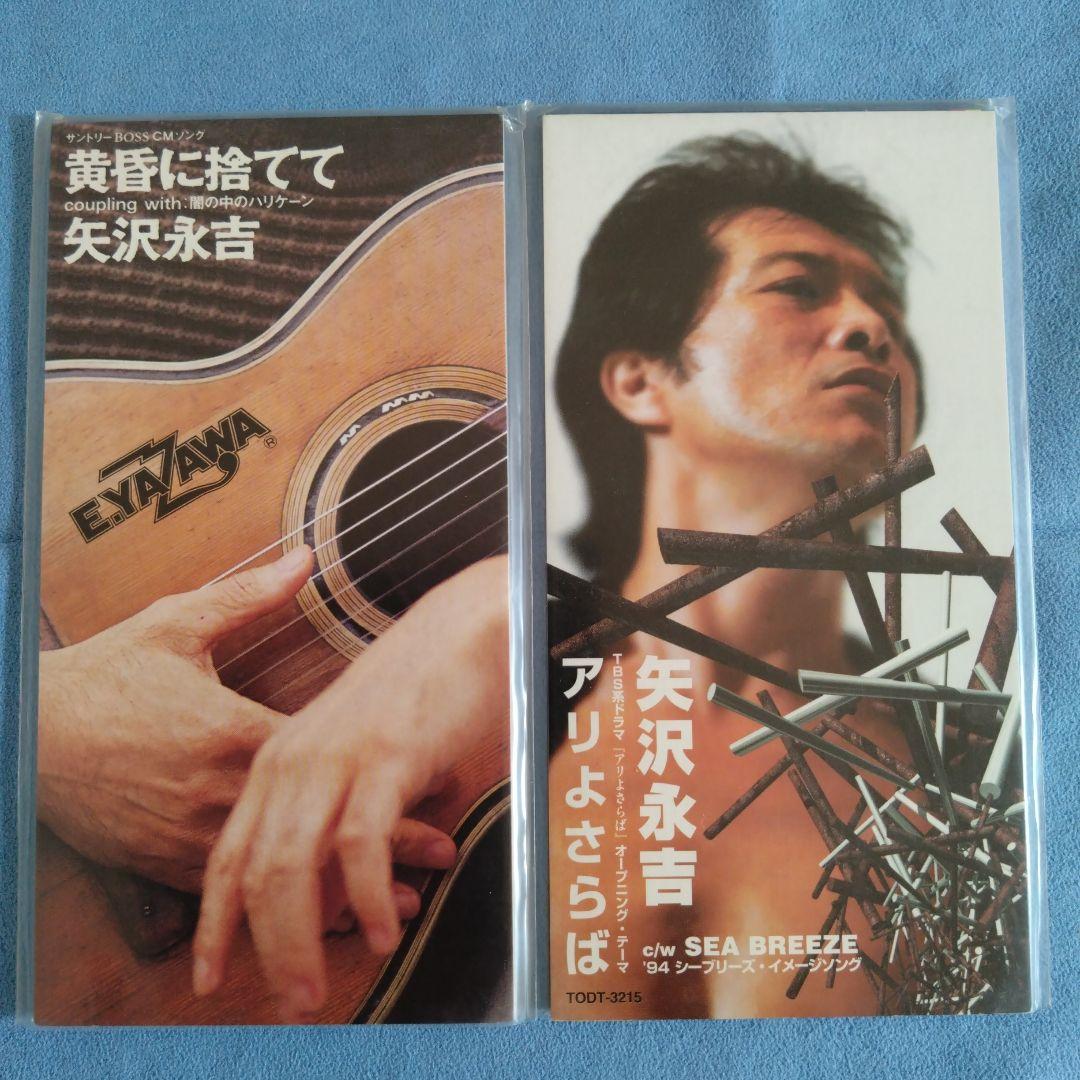 サントリーBOSS CMソング
黄昏に捨てて
coupling with:闇の中のハリケーン
矢沢永吉
E.YAZAWA®
矢沢永吉
TBS系ドラマ『アリよさらば』オープニング・テーマ
アリよさらば
c/w SEA BREEZE
'94 シーブリーズ・イメージソング
TODT-3215